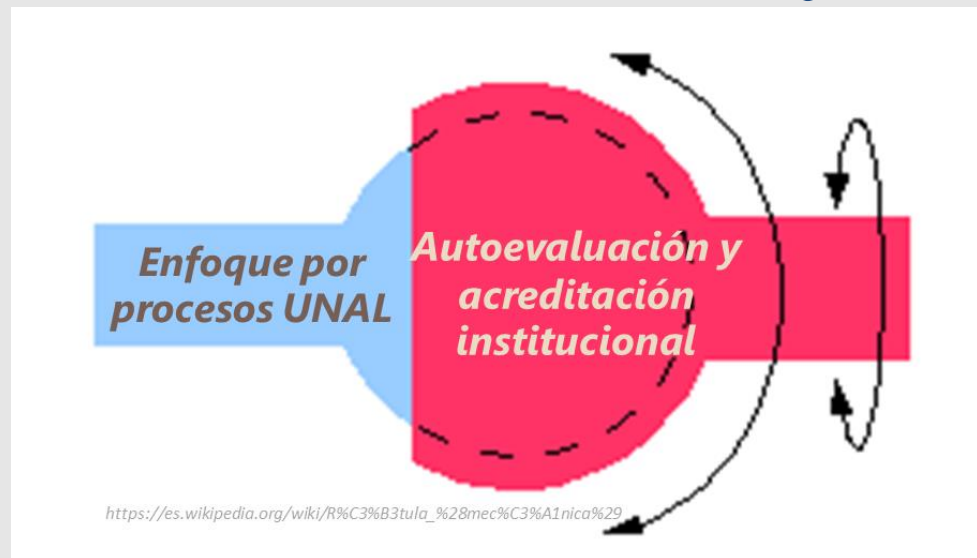 Enfoque por
procesos UNAL
Autoevaluación y
acreditación
institucional
https://es.wikipedia.org/wiki/R%C3%B3tula_%28mec%C3%A1nica%29